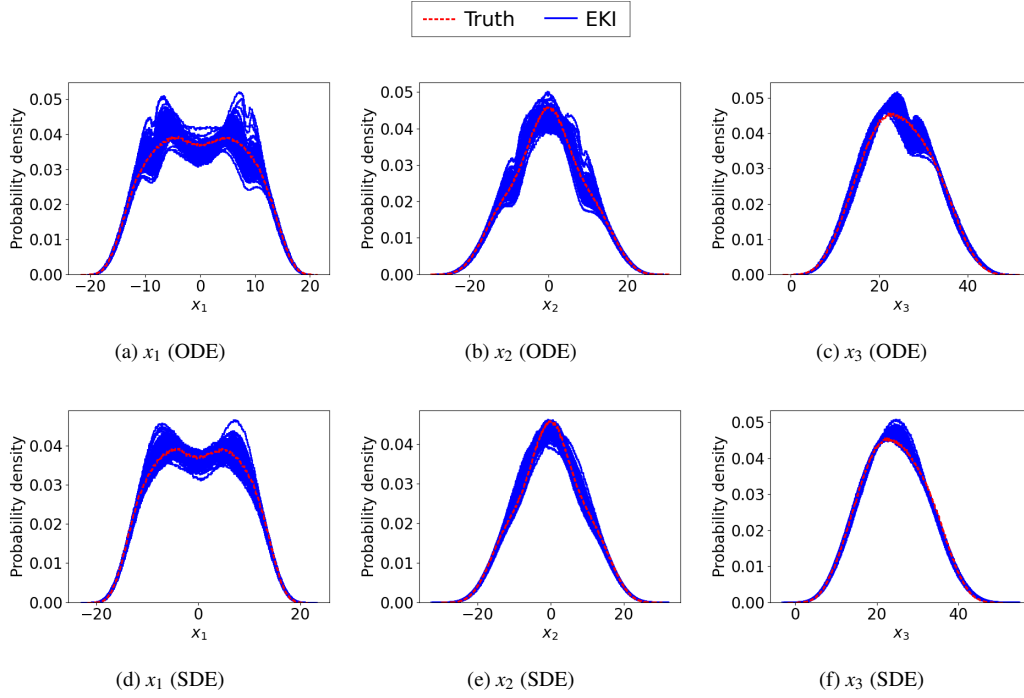 Truth EKI
Probability density
0.05
0.04
0.03
0.02
0.01
0.00
−20 −10 0 10 20
x₁
Probability density
0.05
0.04
0.03
0.02
0.01
0.00
−20 0 20
x₂
Probability density
0.05
0.04
0.03
0.02
0.01
0.00
0 20 40
x₃
(a) x₁ (ODE)
(b) x₂ (ODE)
(c) x₃ (ODE)
Probability density
0.04
0.03
0.02
0.01
0.00
−20 −10 0 10 20
x₁
Probability density
0.04
0.03
0.02
0.01
0.00
−20 0 20
x₂
Probability density
0.05
0.04
0.03
0.02
0.01
0.00
0 20 40
x₃
(d) x₁ (SDE)
(e) x₂ (SDE)
(f) x₃ (SDE)